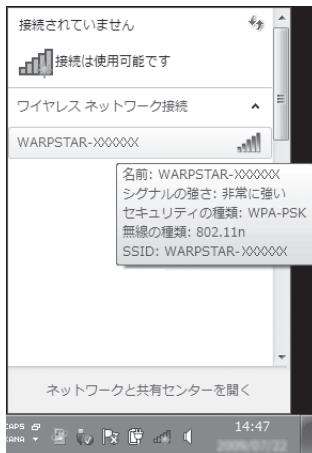 接続されていません
接続は使用可能です
ワイヤレス ネットワーク接続
WARPSTAR-XXXXXX
名前: WARPSTAR-XXXXXX
シグナルの強さ: 非常に強い
セキュリティの種類: WPA-PSK
無線の種類: 802.11n
SSID: WARPSTAR-XXXXXX
ネットワークと共有センターを開く
CAPS
KANA
14:47